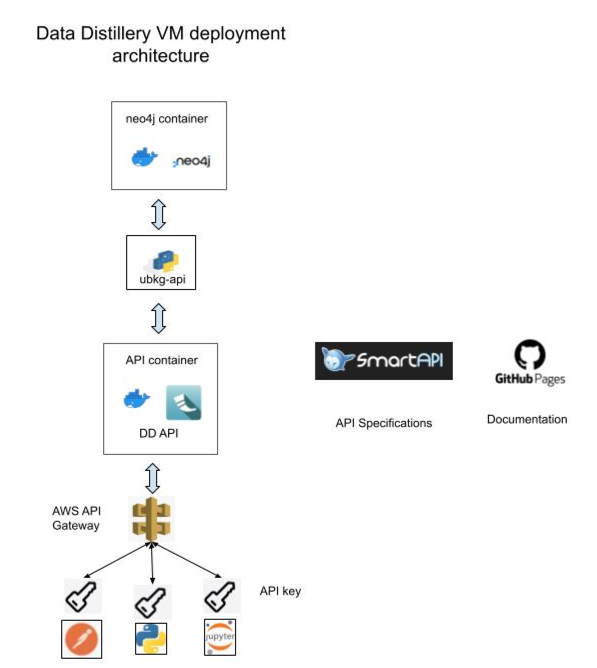 Data Distillery VM deployment
architecture
neo4j container
neo4j
ubkg-api
API container
DD API
SmartAPI
API Specifications
GitHub Pages
Documentation
AWS API
Gateway
API key
jupyter